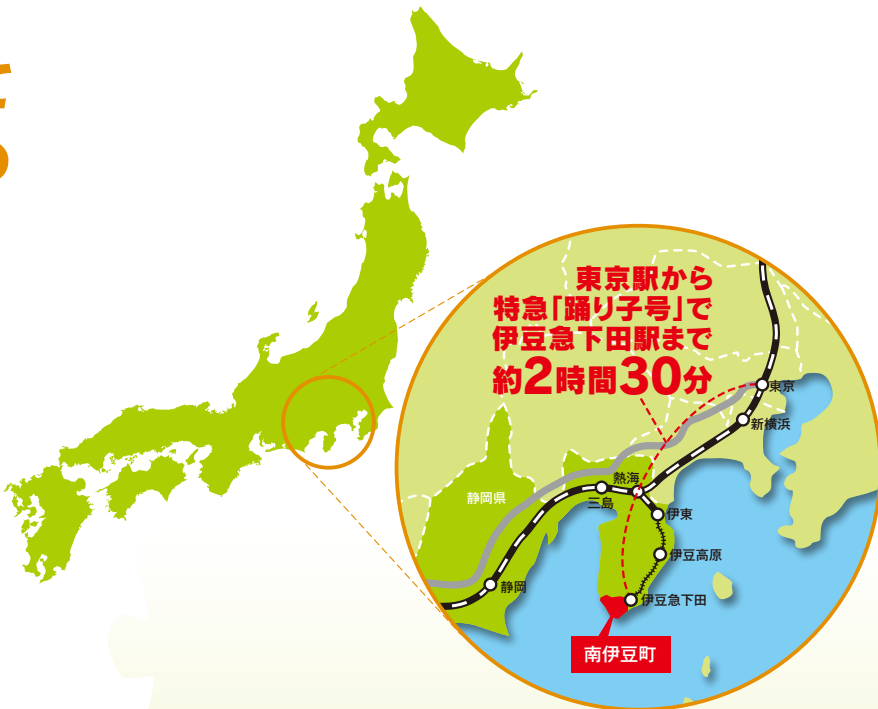 東京駅から
特急「踊り子号」で
伊豆急下田駅まで
約2時間30分
東京
新横浜
熱海
三島
静岡県
伊東
伊豆高原
静岡
伊豆急下田
南伊豆町